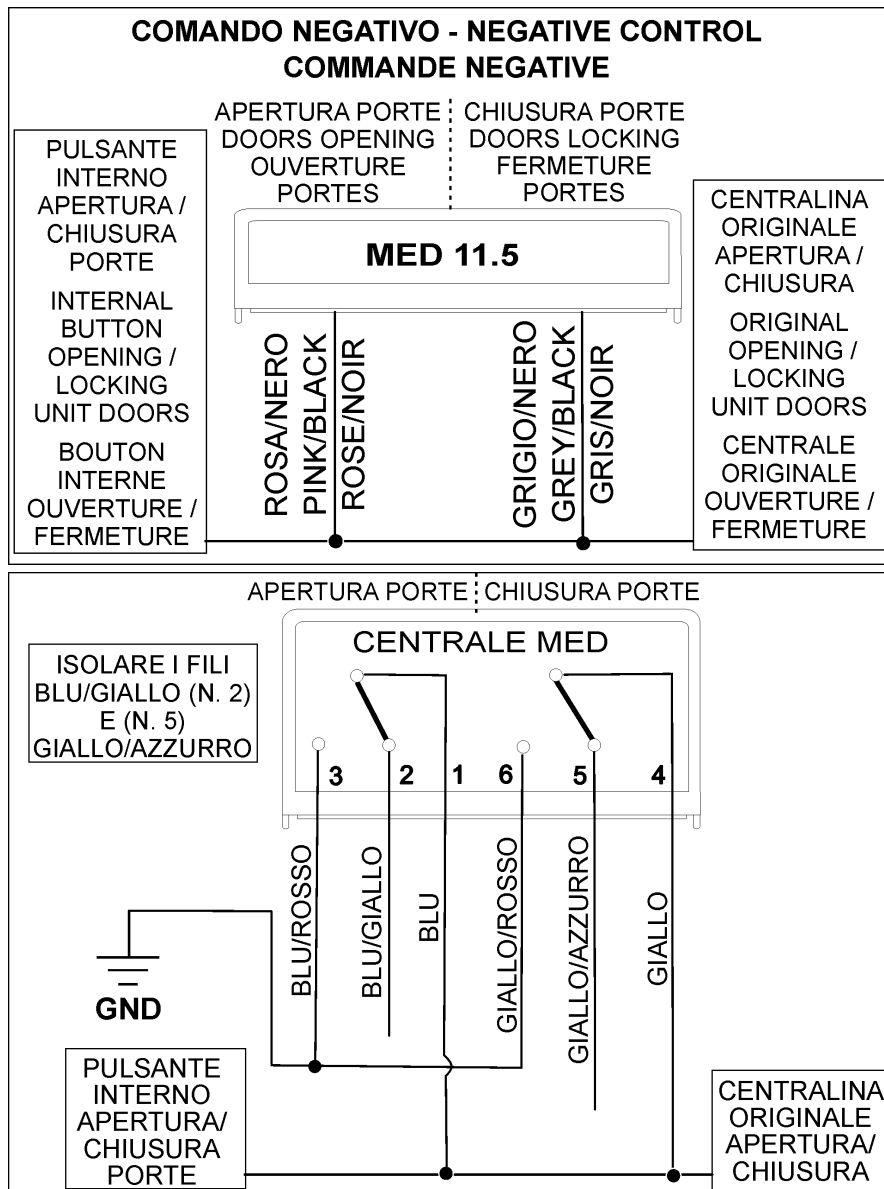 COMANDO NEGATIVO - NEGATIVE CONTROL
COMMANDE NEGATIVE
APERTURA PORTE
DOORS OPENING
OUVERTURE
PORTES
CHIUSURA PORTE
DOORS LOCKING
FERMETURE
PORTES
PULSANTE
INTERNO
APERTURA /
CHIUSURA
PORTE
INTERNAL
BUTTON
OPENING /
LOCKING
UNIT DOORS
BOUTON
INTERNE
OUVERTURE /
FERMETURE
MED 11.5
ROSA/NERO
PINK/BLACK
ROSE/NOIR
GRIGIO/NERO
GREY/BLACK
GRIS/NOIR
CENTRALINA
ORIGINALE
APERTURA /
CHIUSURA
ORIGINAL
OPENING /
LOCKING
UNIT DOORS
CENTRALE
ORIGINALE
OUVERTURE /
FERMETURE
APERTURA PORTE
CHIUSURA PORTE
CENTRALE MED
ISOLARE I FILI
BLU/GIALLO (N. 2)
E (N. 5)
GIALLO/AZZURRO
3 2 1 6 5 4
BLU/ROSSO
BLU/GIALLO
BLU
GIALLO/ROSSO
GIALLO/AZZURRO
GIALLO
GND
PULSANTE
INTERNO
APERTURA/
CHIUSURA
PORTE
CENTRALINA
ORIGINALE
APERTURA/
CHIUSURA